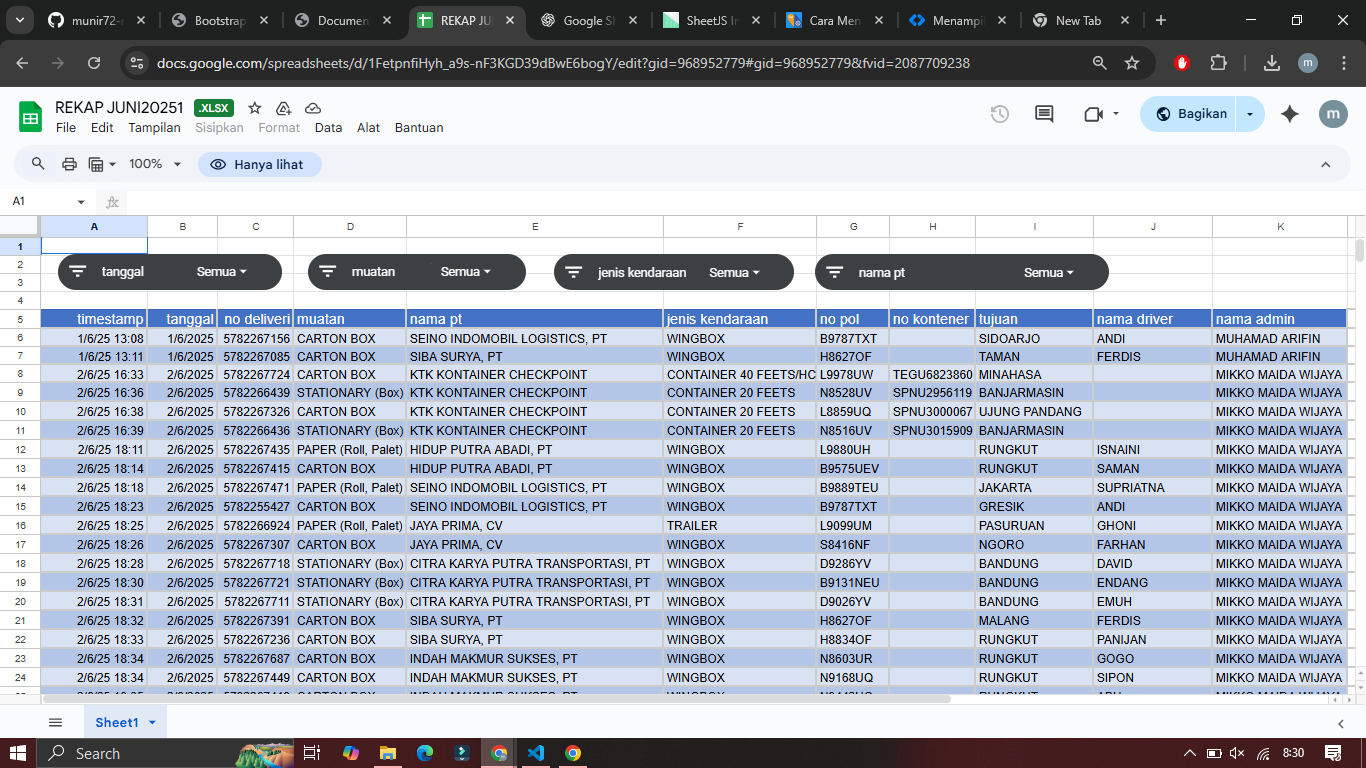 munir72-r
Bootstrap
Documen
REKAP JUN
Google Sh
SheetJS In
Cara Men
Menampil
New Tab
docs.google.com/spreadsheets/d/1FetpnfiHyh_a9s-nF3KGD39dBwE6bogY/edit?gid=968952779#gid=968952779&fvid=2087709238
m
REKAP JUNI20251 .XLSX
File Edit Tampilan Sisipkan Format Data Alat Bantuan
Bagikan
m
100% Hanya lihat
A1 fx
A B C D E F G H I J K
1
2
tanggal Semua muatan Semua jenis kendaraan Semua nama pt Semua
3
4
5 timestamp tanggal no deliveri muatan nama pt jenis kendaraan no pol no kontener tujuan nama driver nama admin
6 1/6/25 13:08 1/6/2025 5782267156 CARTON BOX SEINO INDOMOBIL LOGISTICS, PT WINGBOX B9787TXT SIDOARJO ANDI MUHAMAD ARIFIN
7 1/6/25 13:11 1/6/2025 5782267085 CARTON BOX SIBA SURYA, PT WINGBOX H8627OF TAMAN FERDIS MUHAMAD ARIFIN
8 2/6/25 16:33 2/6/2025 5782267724 CARTON BOX KTK KONTAINER CHECKPOINT CONTAINER 40 FEETS/HC L9978UW TEGU6823860 MINAHASA MIKKO MAIDA WIJAYA
9 2/6/25 16:36 2/6/2025 5782266439 STATIONARY (Box) KTK KONTAINER CHECKPOINT CONTAINER 20 FEETS N8528UV SPNU2956119 BANJARMASIN MIKKO MAIDA WIJAYA
10 2/6/25 16:38 2/6/2025 5782267326 CARTON BOX KTK KONTAINER CHECKPOINT CONTAINER 20 FEETS L8859UQ SPNU3000067 UJUNG PANDANG MIKKO MAIDA WIJAYA
11 2/6/25 16:39 2/6/2025 5782266436 STATIONARY (Box) KTK KONTAINER CHECKPOINT CONTAINER 20 FEETS N8516UV SPNU3015909 BANJARMASIN MIKKO MAIDA WIJAYA
12 2/6/25 18:11 2/6/2025 5782267435 PAPER (Roll, Palet) HIDUP PUTRA ABADI, PT WINGBOX L9880UH RUNGKUT ISNAINI MIKKO MAIDA WIJAYA
13 2/6/25 18:14 2/6/2025 5782267415 CARTON BOX HIDUP PUTRA ABADI, PT WINGBOX B9575UEV RUNGKUT SAMAN MIKKO MAIDA WIJAYA
14 2/6/25 18:18 2/6/2025 5782267471 PAPER (Roll, Palet) SEINO INDOMOBIL LOGISTICS, PT WINGBOX B9889TEU JAKARTA SUPRIATNA MIKKO MAIDA WIJAYA
15 2/6/25 18:23 2/6/2025 5782255427 CARTON BOX SEINO INDOMOBIL LOGISTICS, PT WINGBOX B9787TXT GRESIK ANDI MIKKO MAIDA WIJAYA
16 2/6/25 18:25 2/6/2025 5782266924 PAPER (Roll, Palet) JAYA PRIMA, CV TRAILER L9099UM PASURUAN GHONI MIKKO MAIDA WIJAYA
17 2/6/25 18:26 2/6/2025 5782267307 CARTON BOX JAYA PRIMA, CV WINGBOX S8416NF NGORO FARHAN MIKKO MAIDA WIJAYA
18 2/6/25 18:28 2/6/2025 5782267718 STATIONARY (Box) CITRA KARYA PUTRA TRANSPORTASI, PT WINGBOX D9286YV BANDUNG DAVID MIKKO MAIDA WIJAYA
19 2/6/25 18:30 2/6/2025 5782267721 STATIONARY (Box) CITRA KARYA PUTRA TRANSPORTASI, PT WINGBOX B9131NEU BANDUNG ENDANG MIKKO MAIDA WIJAYA
20 2/6/25 18:31 2/6/2025 5782267711 STATIONARY (Box) CITRA KARYA PUTRA TRANSPORTASI, PT WINGBOX D9026YV BANDUNG EMUH MIKKO MAIDA WIJAYA
21 2/6/25 18:32 2/6/2025 5782267391 CARTON BOX SIBA SURYA, PT WINGBOX H8627OF MALANG FERDIS MIKKO MAIDA WIJAYA
22 2/6/25 18:33 2/6/2025 5782267236 CARTON BOX SIBA SURYA, PT WINGBOX H8834OF RUNGKUT PANIJAN MIKKO MAIDA WIJAYA
23 2/6/25 18:34 2/6/2025 5782267687 CARTON BOX INDAH MAKMUR SUKSES, PT WINGBOX N8603UR RUNGKUT GOGO MIKKO MAIDA WIJAYA
24 2/6/25 18:34 2/6/2025 5782267449 CARTON BOX INDAH MAKMUR SUKSES, PT WINGBOX N9168UQ RUNGKUT SIPON MIKKO MAIDA WIJAYA
Sheet1
Search
8:30